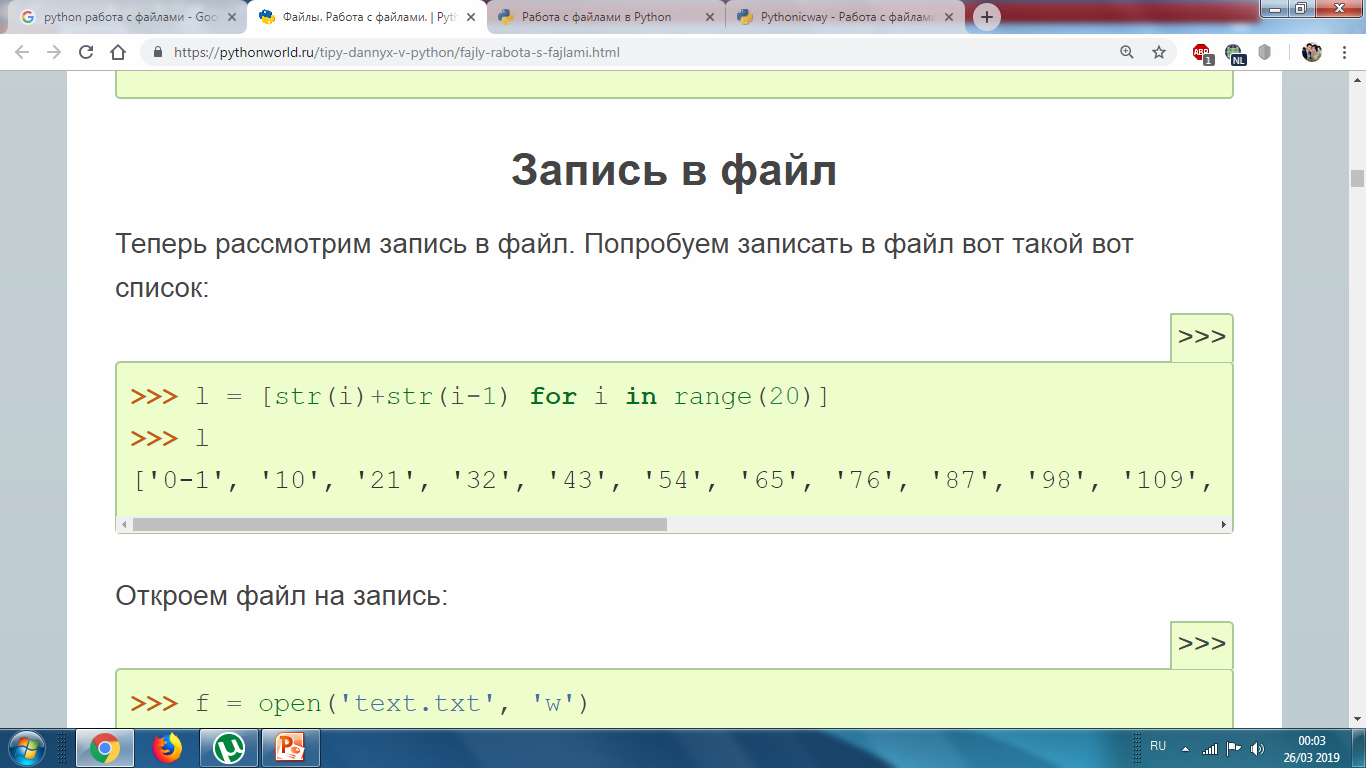 python работа с файлами - Goo
Файлы. Работа с файлами. | Pyth
Работа с файлами в Python
Pythonicway - Работа с файлами
https://pythonworld.ru/tipy-dannyx-v-python/fajly-rabota-s-fajlami.html
ABP
1
NL
Запись в файл
Теперь рассмотрим запись в файл. Попробуем записать в файл вот такой вот
список:
>>>
>>> l = [str(i)+str(i-1) for i in range(20)]
>>> l
['0-1', '10', '21', '32', '43', '54', '65', '76', '87', '98', '109',
Откроем файл на запись:
>>>
>>> f = open('text.txt', 'w')
RU
00:03
26/03 2019